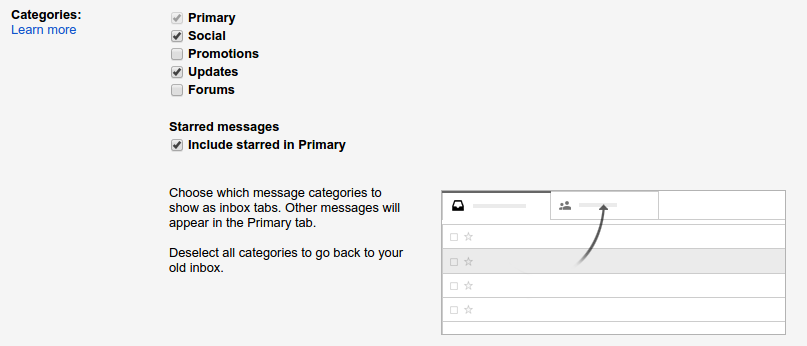 Categories:
Learn more
Primary
Social
Promotions
Updates
Forums
Starred messages
Include starred in Primary
Choose which message categories to
show as inbox tabs. Other messages will
appear in the Primary tab.
Deselect all categories to go back to your
old inbox.